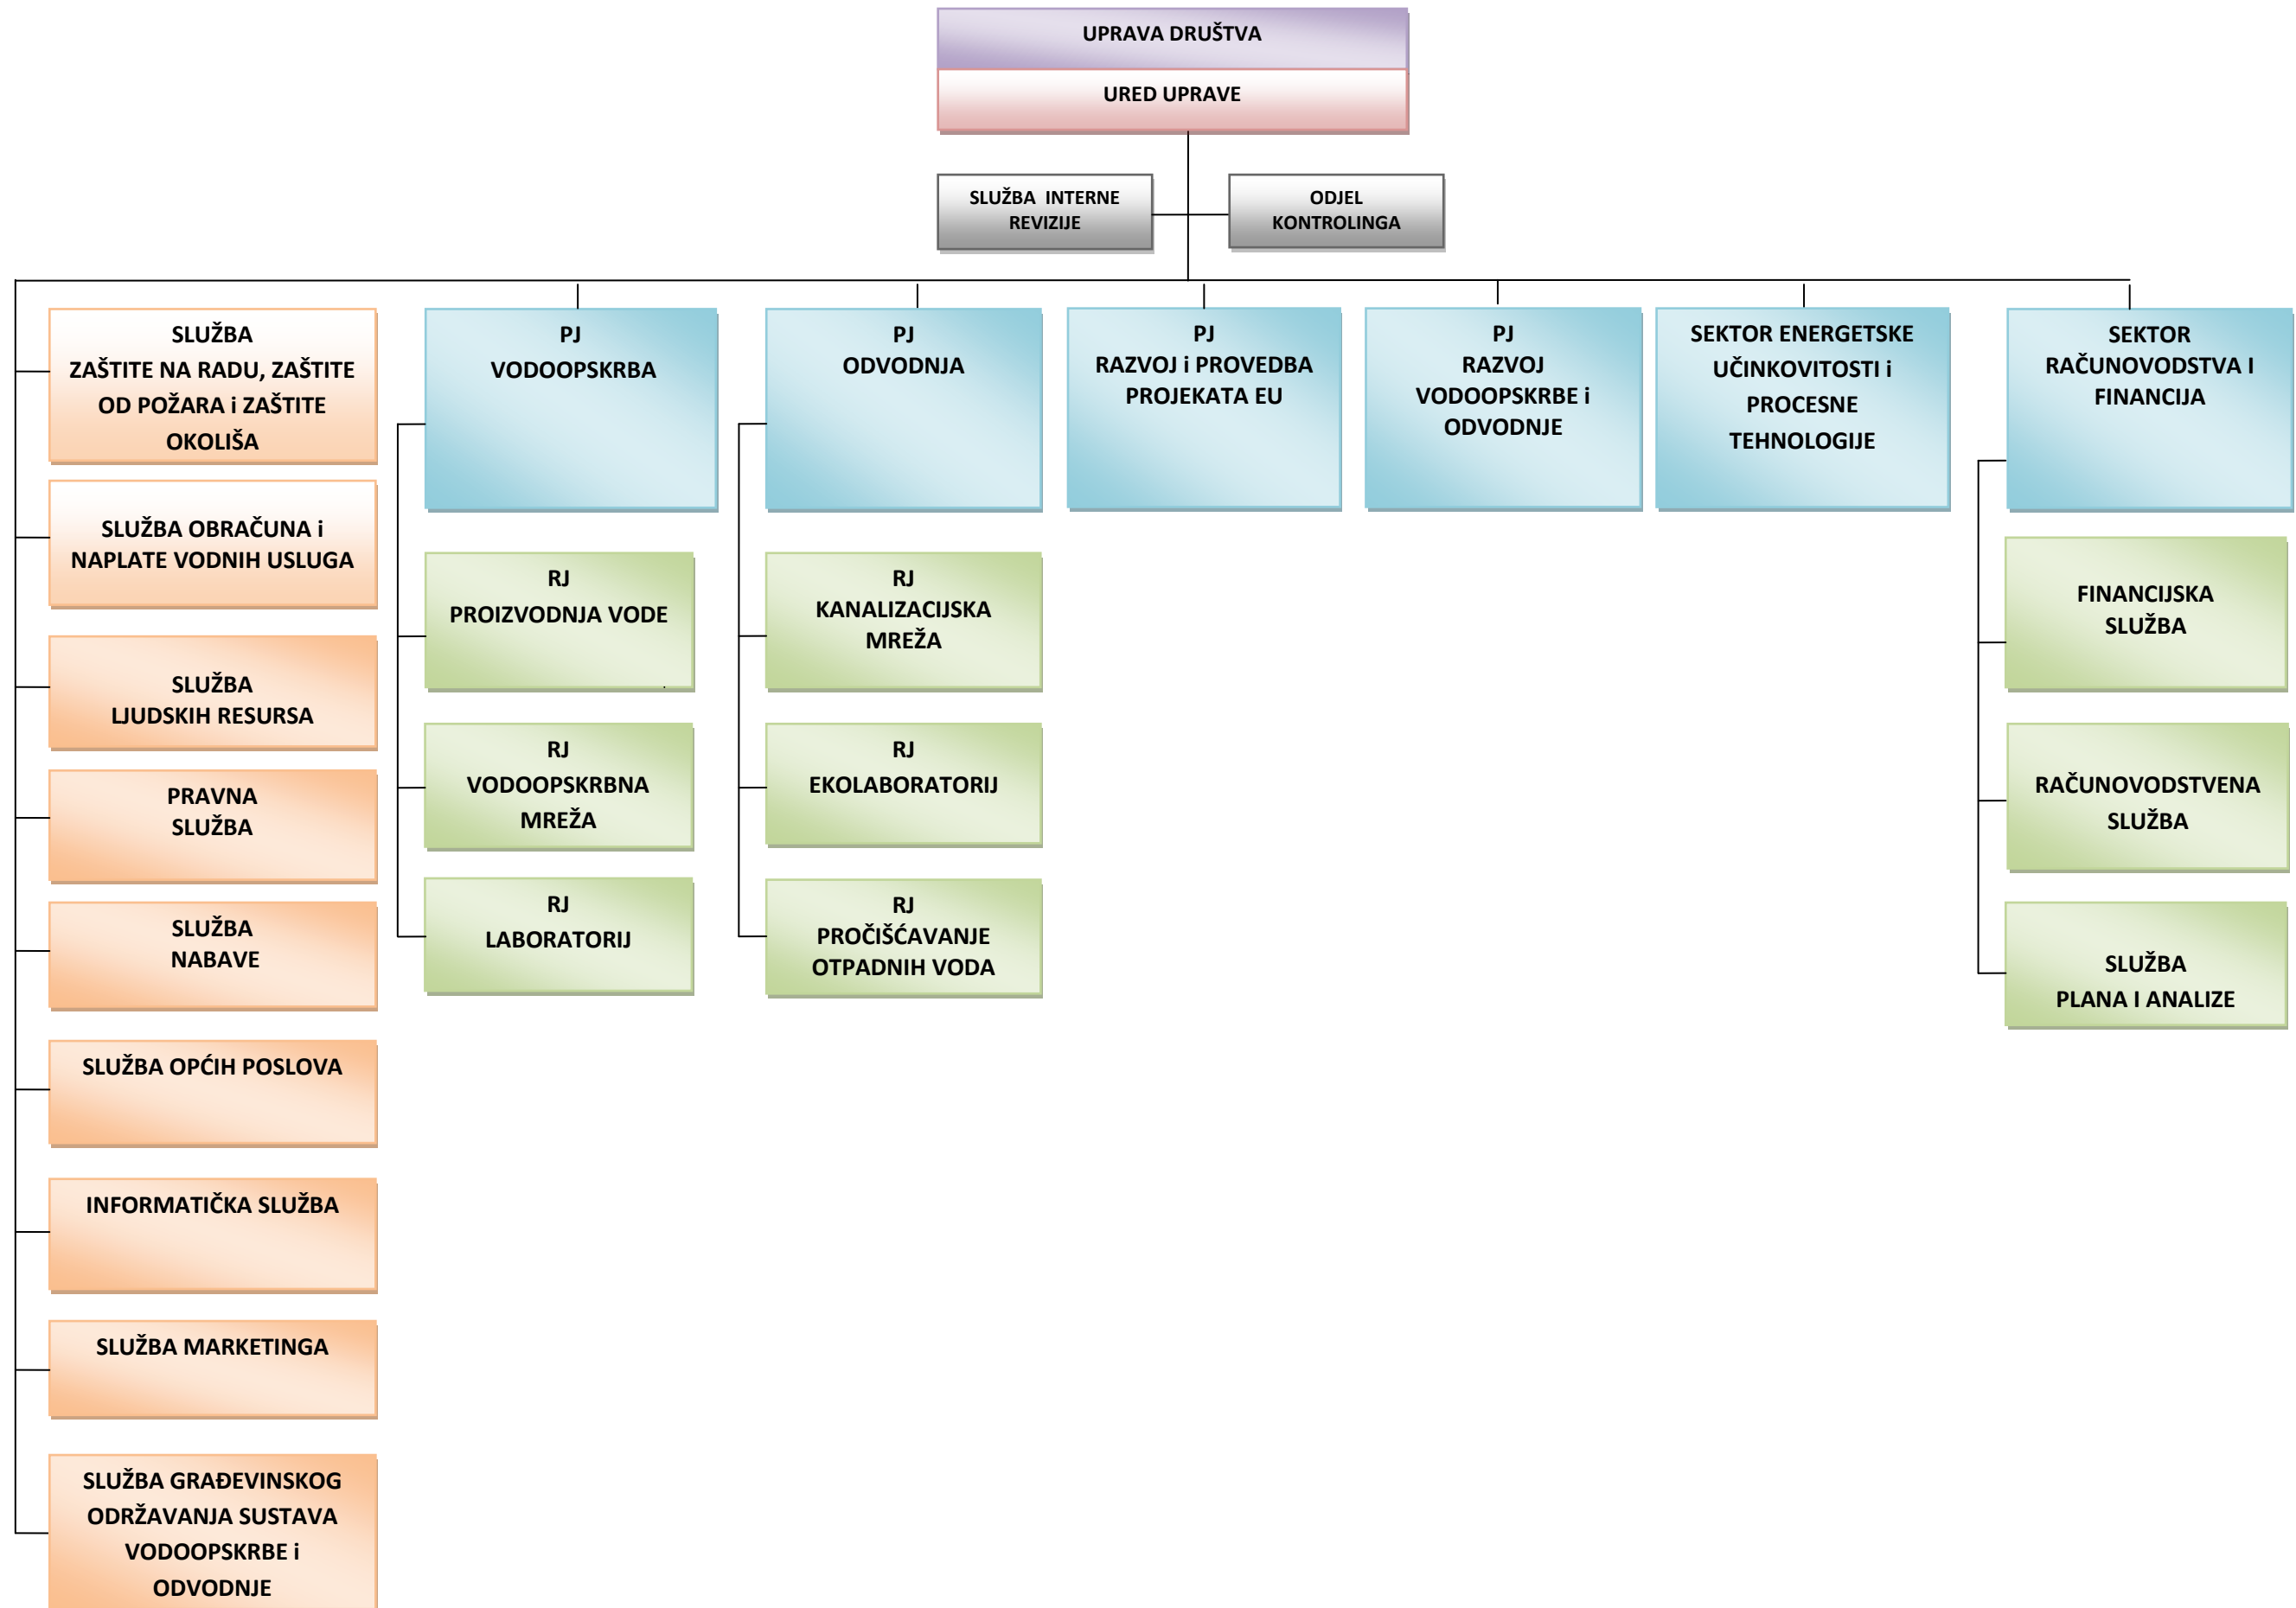 UPRAVA DRUŠTVA
URED UPRAVE
SLUŽBA  INTERNE
REVIZIJE
ODJEL
KONTROLINGA
SLUŽBA
ZAŠTITE NA RADU, ZAŠTITE
OD POŽARA i ZAŠTITE
OKOLIŠA
SLUŽBA OBRAČUNA i
NAPLATE VODNIH USLUGA
SLUŽBA
LJUDSKIH RESURSA
PRAVNA
SLUŽBA
SLUŽBA
NABAVE
SLUŽBA OPĆIH POSLOVA
INFORMATIČKA SLUŽBA
SLUŽBA MARKETINGA
SLUŽBA GRAĐEVINSKOG
ODRŽAVANJA SUSTAVA
VODOOPSKRBE i
ODVODNJE
PJ
VODOOPSKRBA
RJ
PROIZVODNJA VODE
RJ
VODOOPSKRBNA
MREŽA
RJ
LABORATORIJ
PJ
ODVODNJA
RJ
KANALIZACIJSKA
MREŽA
RJ
EKOLABORATORIJ
RJ
PROČIŠĆAVANJE
OTPADNIH VODA
PJ
RAZVOJ i PROVEDBA
PROJEKATA EU
PJ
RAZVOJ
VODOOPSKRBE i
ODVODNJE
SEKTOR ENERGETSKE
UČINKOVITOSTI i
PROCESNE
TEHNOLOGIJE
SEKTOR
RAČUNOVODSTVA I
FINANCIJA
FINANCIJSKA
SLUŽBA
RAČUNOVODSTVENA
SLUŽBA
SLUŽBA
PLANA I ANALIZE